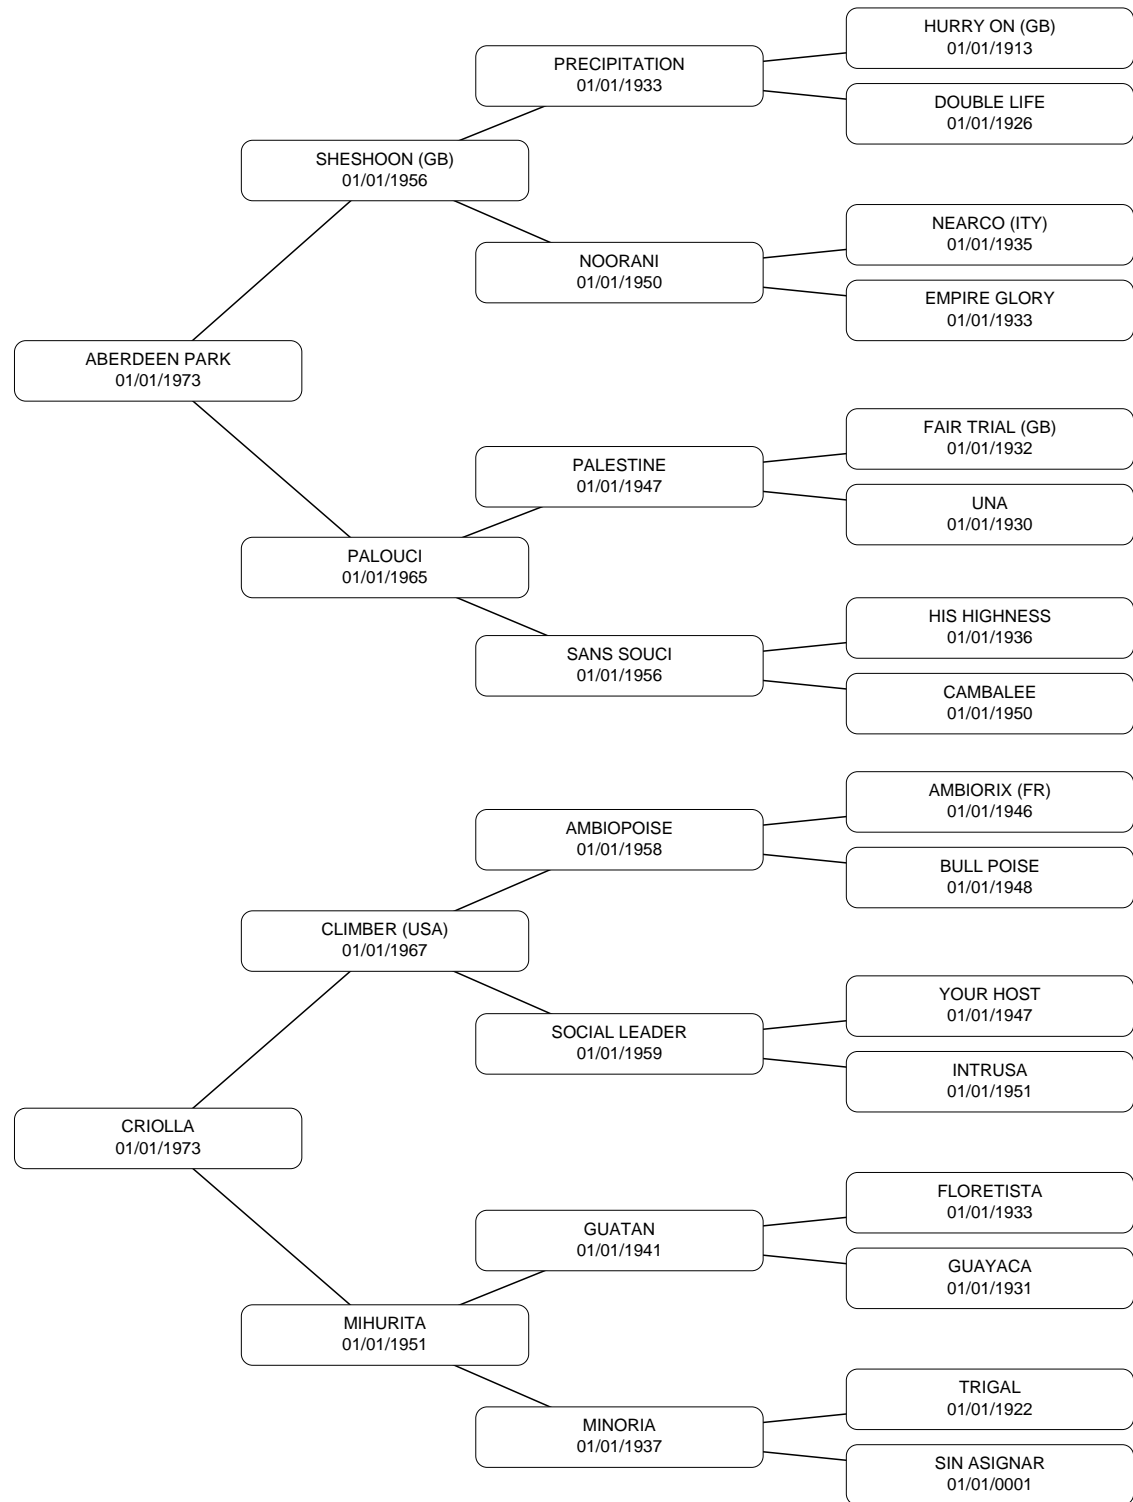 HURRY ON (GB)
01/01/1913
PRECIPITATION
01/01/1933
DOUBLE LIFE
01/01/1926
SHESHOON (GB)
01/01/1956
NEARCO (ITY)
01/01/1935
NOORANI
01/01/1950
EMPIRE GLORY
01/01/1933
ABERDEEN PARK
01/01/1973
FAIR TRIAL (GB)
01/01/1932
PALESTINE
01/01/1947
UNA
01/01/1930
PALOUCI
01/01/1965
HIS HIGHNESS
01/01/1936
SANS SOUCI
01/01/1956
CAMBALEE
01/01/1950
AMBIORIX (FR)
01/01/1946
AMBIOPOISE
01/01/1958
BULL POISE
01/01/1948
CLIMBER (USA)
01/01/1967
YOUR HOST
01/01/1947
SOCIAL LEADER
01/01/1959
INTRUSA
01/01/1951
CRIOLLA
01/01/1973
FLORETISTA
01/01/1933
GUATAN
01/01/1941
GUAYACA
01/01/1931
MIHURITA
01/01/1951
TRIGAL
01/01/1922
MINORIA
01/01/1937
SIN ASIGNAR
01/01/0001